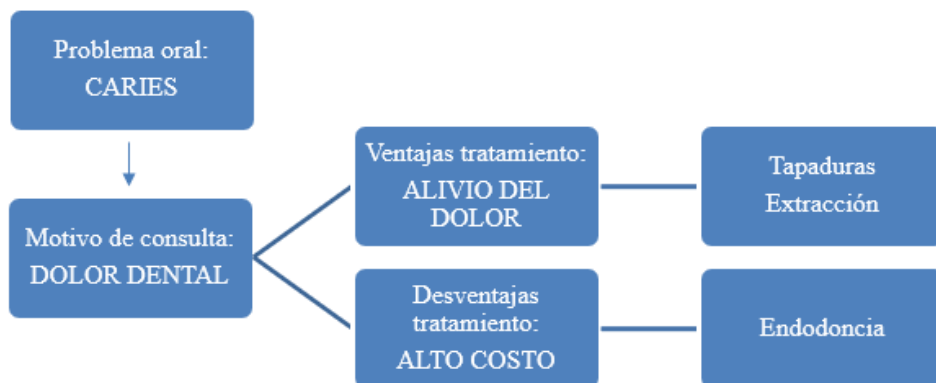 Problema oral:
CARIES
Motivo de consulta:
DOLOR DENTAL
Ventajas tratamiento:
ALIVIO DEL
DOLOR
Tapaduras
Extracción
Desventajas
tratamiento:
ALTO COSTO
Endodoncia